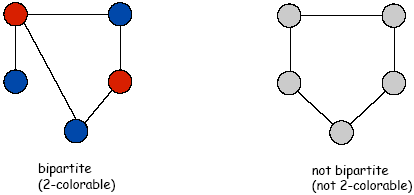 bipartite
(2-colorable)
not bipartite
(not 2-colorable)